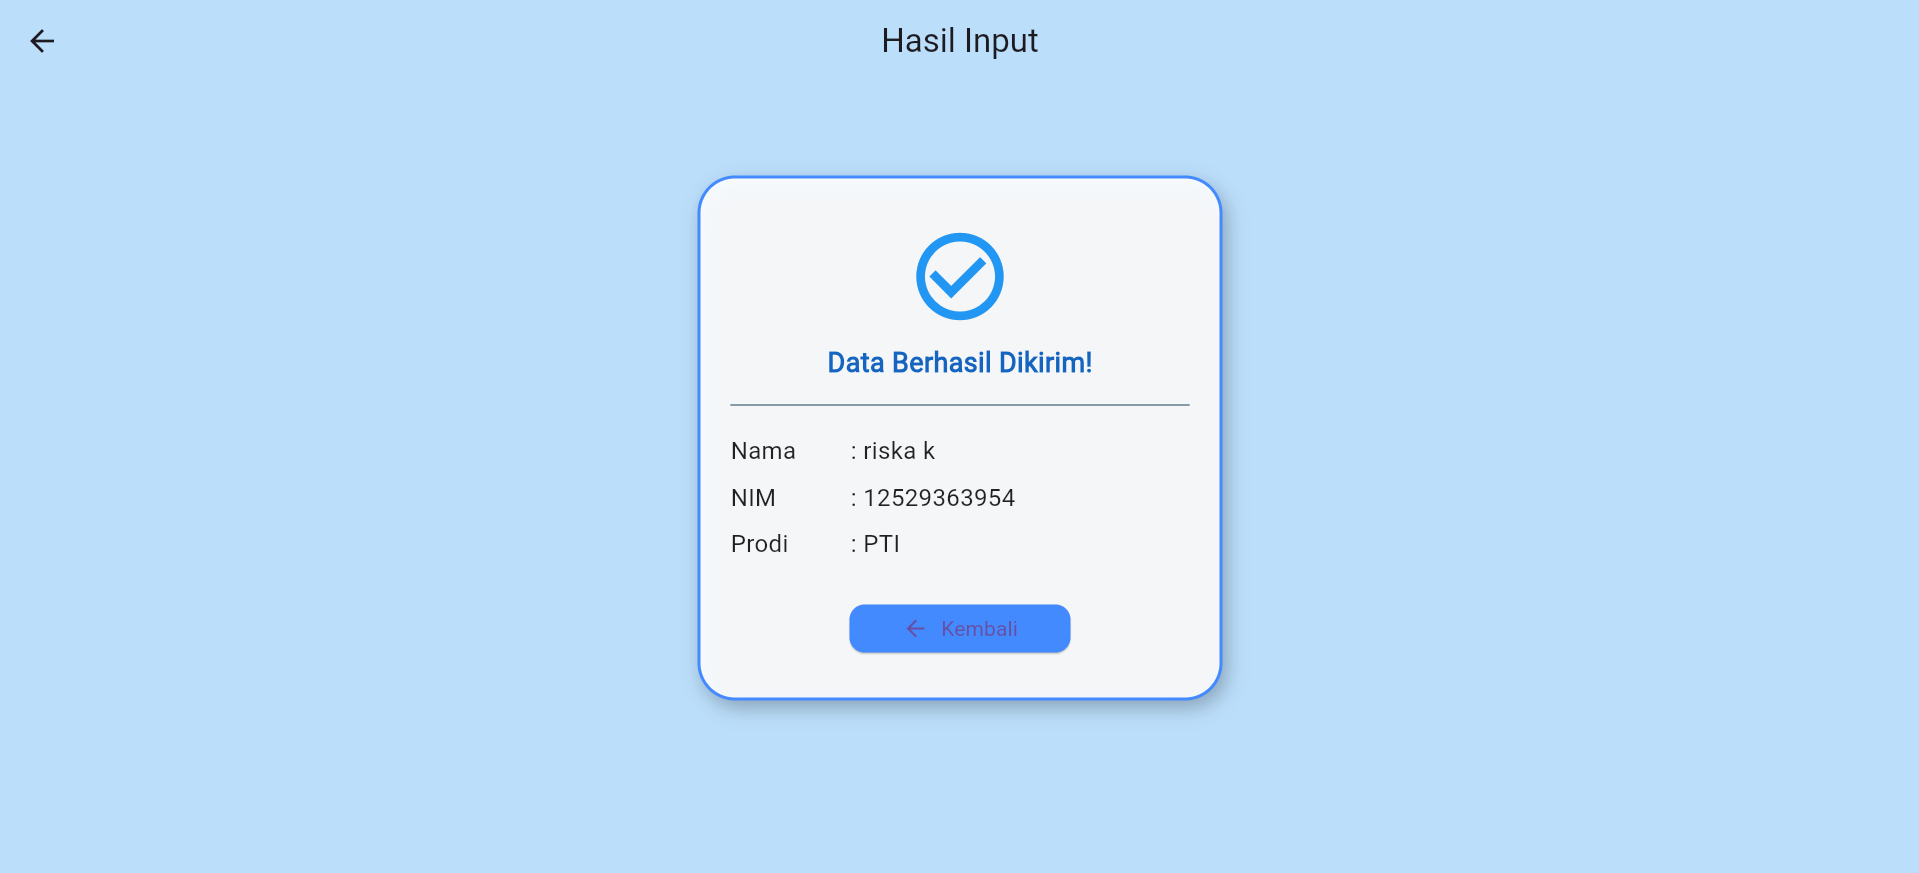 Hasil Input
Data Berhasil Dikirim!
Nama : riska k
NIM : 12529363954
Prodi : PTI
Kembali